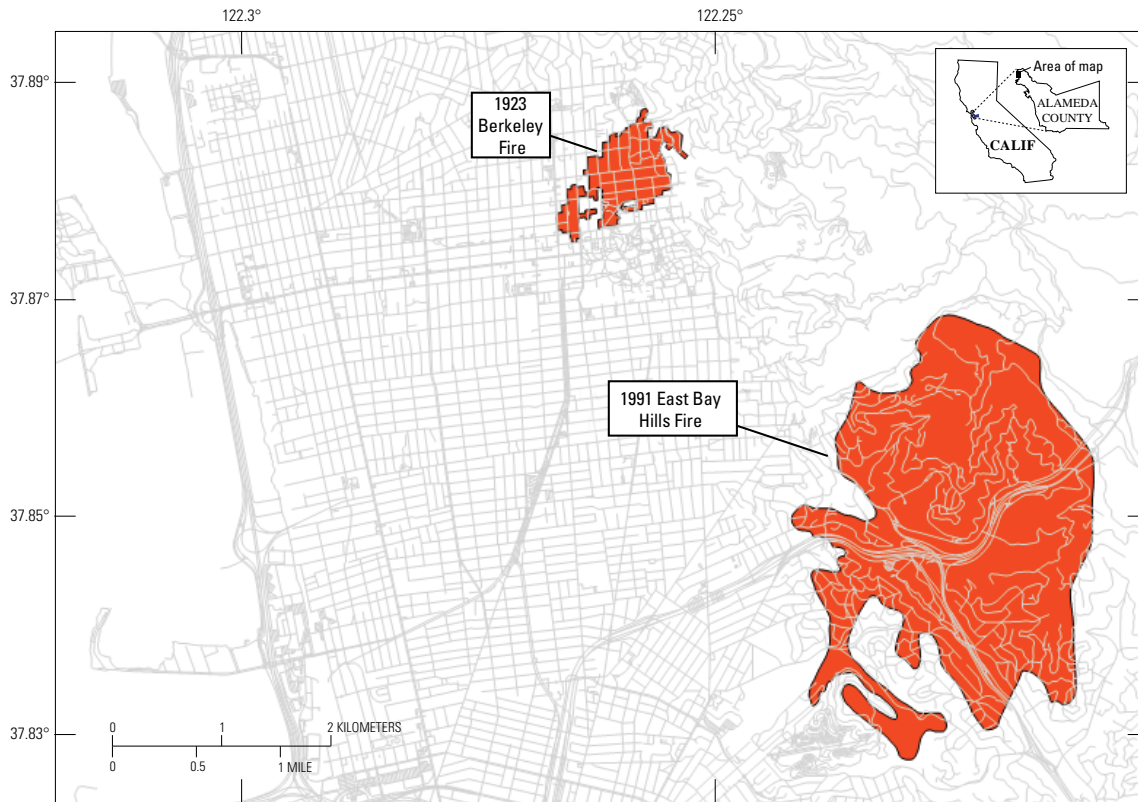 122.3°
122.25°
37.89°
37.87°
37.85°
37.83°
1923
Berkeley
Fire
1991 East Bay
Hills Fire
Area of map
ALAMEDA
COUNTY
CALIF
0 1 2 KILOMETERS
0 0.5 1 MILE